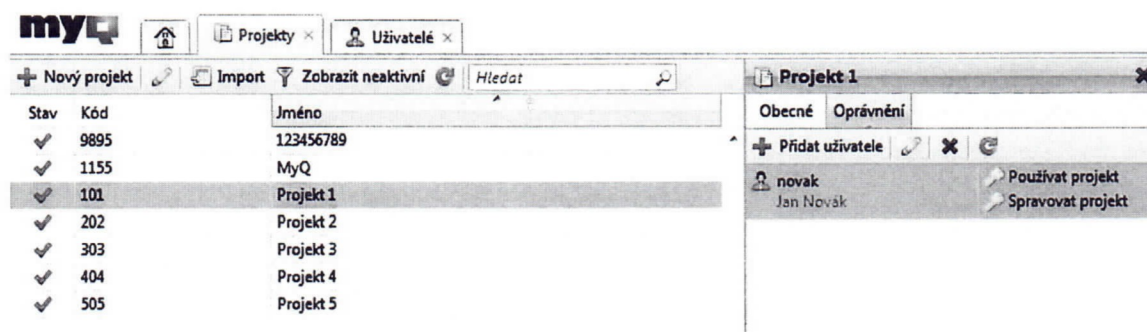 myQ
Projekty × Uživatelé ×
Nový projekt Import Zobrazit neaktivní Hledat
Stav Kód Jméno
9895 123456789
1155 MyQ
101 Projekt 1
202 Projekt 2
303 Projekt 3
404 Projekt 4
505 Projekt 5
Projekt 1
Obecné Oprávnění
Přidat uživatele
novak Používat projekt
Jan Novák Spravovat projekt